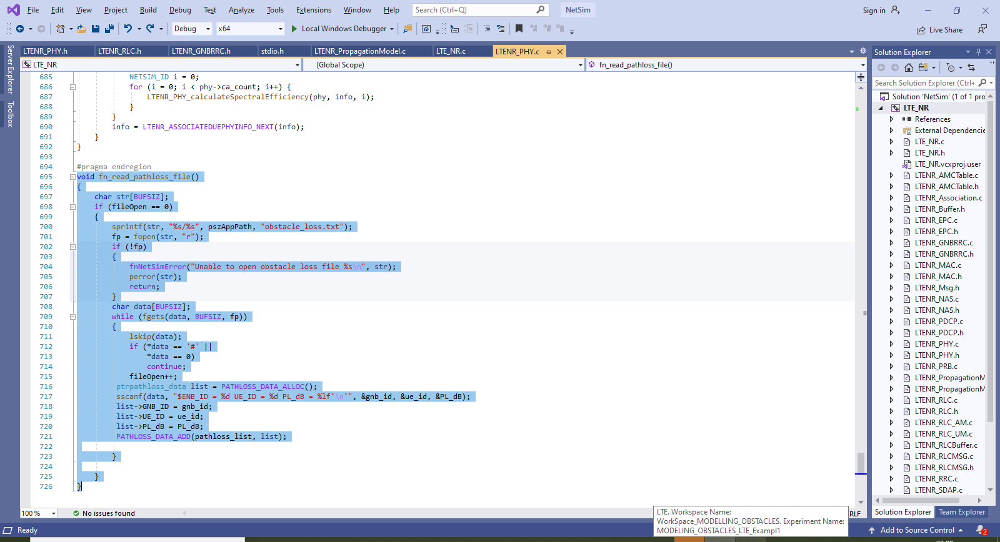 File Edit View Project Build Debug Test Analyze Tools Extensions Window Help Search (Ctrl+Q) NetSim Sign in
Debug x64 Local Windows Debugger Live Share
Server Explorer
Toolbox
LTENR_PHY.h LTENR_RLC.h LTENR_GNBRRC.h stdio.h LTENR_PropagationModel.c LTE_NR.c LTENR_PHY.c
LTE_NR (Global Scope) fn_read_pathloss_file()
685 NETSIM_ID i = 0;
686 for (i = 0; i < phy->ca_count; i++) {
687 LTENR_PHY_calculateSpectralEfficiency(phy, info, i);
688 }
689 }
690 info = LTENR_ASSOCIATEDUEPHYINFO_NEXT(info);
691 }
692 }
693
694 #pragma endregion
695 void fn_read_pathloss_file()
696 {
697 char str[BUFSIZ];
698 if (fileOpen == 0)
699 {
700 sprintf(str, "%s/%s", pszAppPath, "obstacle_loss.txt");
701 fp = fopen(str, "r");
702 if (!fp)
703 {
704 fnNetSimError("Unable to open obstacle loss file %s\n", str);
705 perror(str);
706 return;
707 }
708 char data[BUFSIZ];
709 while (fgets(data, BUFSIZ, fp))
710 {
711 lskip(data);
712 if (*data == '#' ||
713 *data == 0)
714 continue;
715 fileOpen++;
716 ptrpathloss_data list = PATHLOSS_DATA_ALLOC();
717 sscanf(data, "$ENB_ID = %d UE_ID = %d PL_dB = %lf'\n'", &gnb_id, &ue_id, &PL_dB);
718 list->GNB_ID = gnb_id;
719 list->UE_ID = ue_id;
720 list->PL_dB = PL_dB;
721 PATHLOSS_DATA_ADD(pathloss_list, list);
722
723 }
724
725 }
726 }
100 % No issues found
CRLF
LTE. Workspace Name:
WorkSpace_MODELLING_OBSTACLES. Experiment Name:
MODELING_OBSTACLES_LTE_Exampl1
Solution Explorer
Search Solution Explorer (Ctrl+
Solution 'NetSim' (1 of 1 pro
LTE_NR
References
External Dependencie
LTE_NR.c
LTE_NR.h
LTE_NR.vcxproj.user
LTENR_AMCTable.c
LTENR_AMCTable.h
LTENR_Association.c
LTENR_Buffer.h
LTENR_EPC.c
LTENR_EPC.h
LTENR_GNBRRC.c
LTENR_GNBRRC.h
LTENR_MAC.c
LTENR_MAC.h
LTENR_Msg.h
LTENR_NAS.c
LTENR_NAS.h
LTENR_PDCP.c
LTENR_PDCP.h
LTENR_PHY.c
LTENR_PHY.h
LTENR_PRB.c
LTENR_PropagationM
LTENR_PropagationM
LTENR_RLC.c
LTENR_RLC.h
LTENR_RLC_AM.c
LTENR_RLC_UM.c
LTENR_RLCBuffer.c
LTENR_RLCMSG.c
LTENR_RLCMSG.h
LTENR_RRC.c
LTENR_SDAP.c
Solution Explorer Team Explorer
Ready Add to Source Control 2